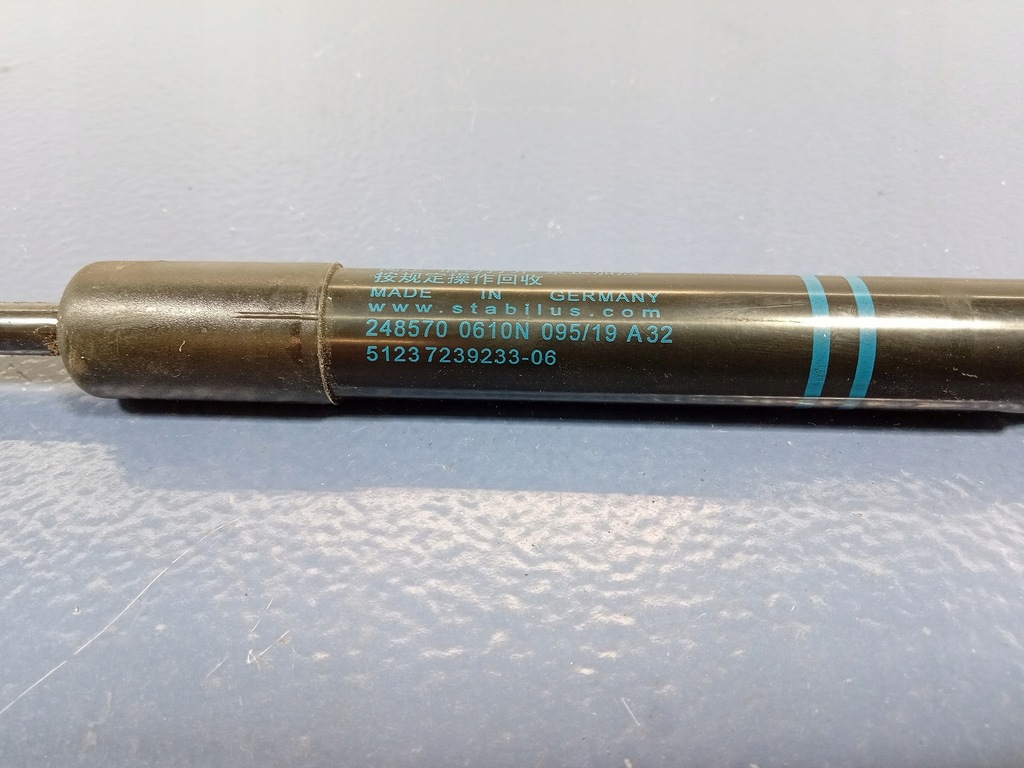 按规定操作回收
MADE IN GERMANY
www.stabilus.com
248570 0610N 095/19 A32
5123 7239233-06